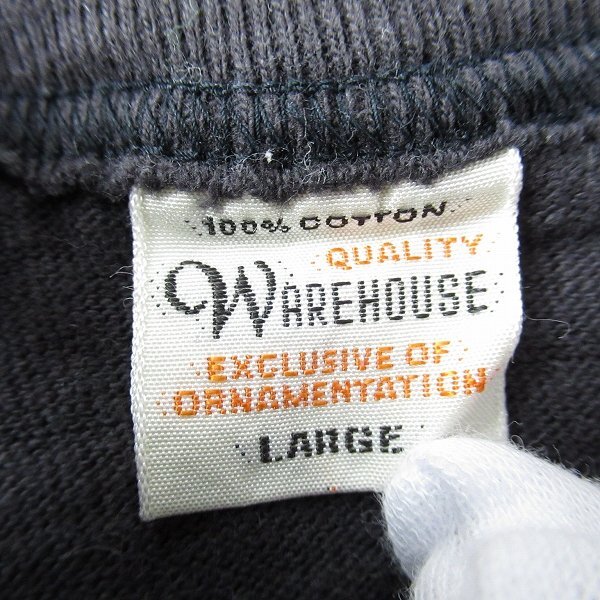 100% COTTON
QUALITY
WAREHOUSE
EXCLUSIVE OF
ORNAMENTATION
LARGE